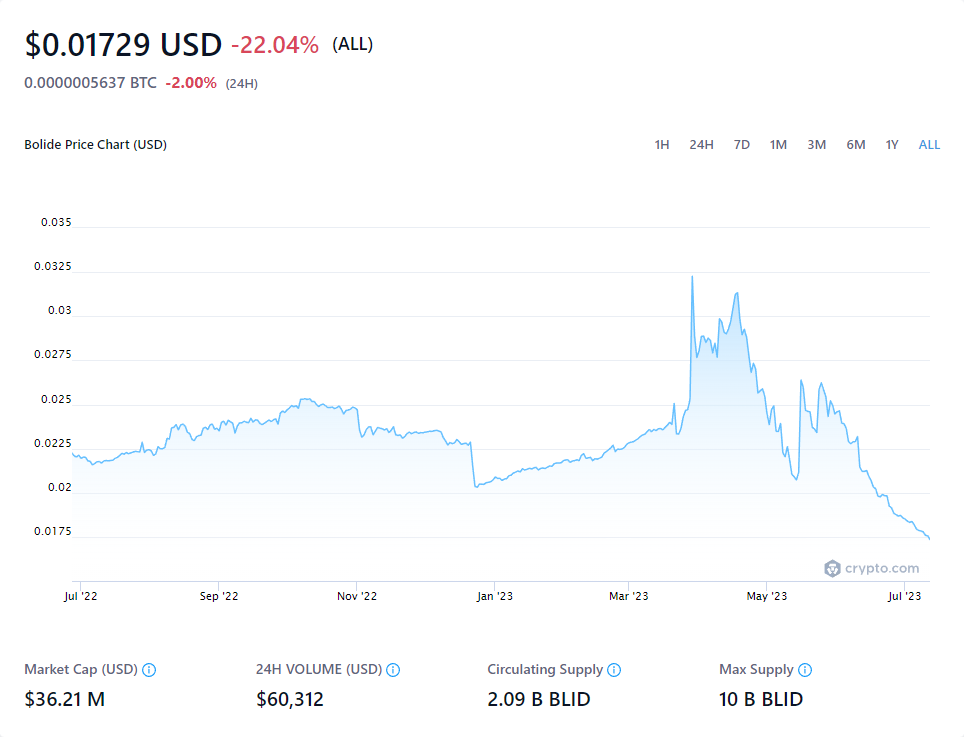 $0.01729 USD -22.04% (ALL)
0.0000005637 BTC -2.00% (24H)
Bolide Price Chart (USD) 1H 24H 7D 1M 3M 6M 1Y ALL
0.035
0.0325
0.03
0.0275
0.025
0.0225
0.02
0.0175
crypto.com
Jul '22 Sep '22 Nov '22 Jan '23 Mar '23 May '23 Jul '23
Market Cap (USD) 24H VOLUME (USD) Circulating Supply Max Supply
$36.21 M $60,312 2.09 B BLID 10 B BLID